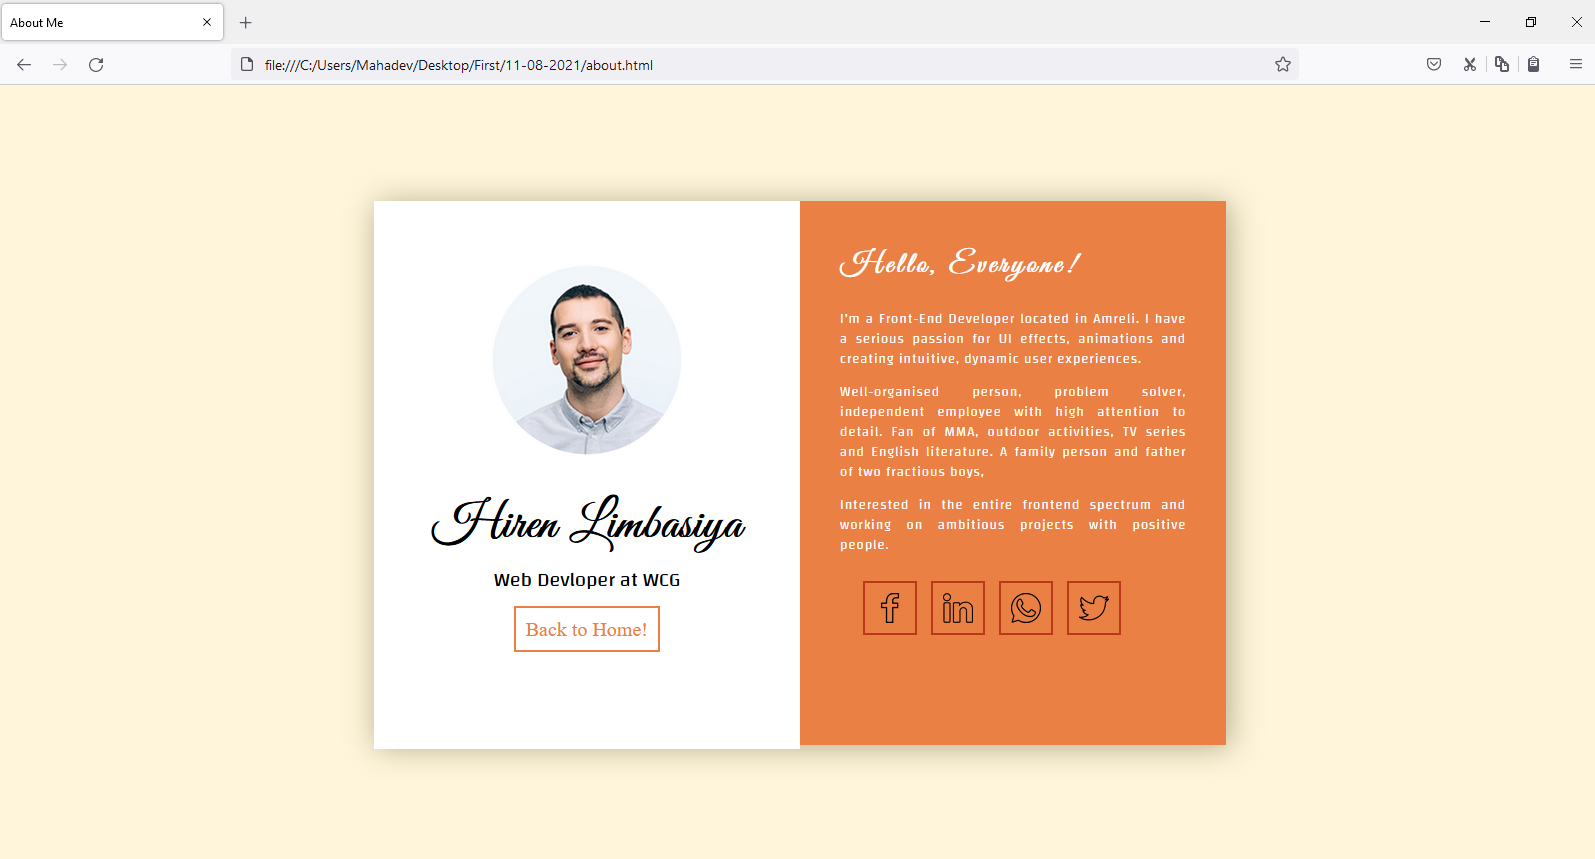 About Me
file:///C:/Users/Mahadev/Desktop/First/11-08-2021/about.html
Hiren Limbasiya
Web Devloper at WCG
Back to Home!
Hello, Everyone!
I'm a Front-End Developer located in Amreli. I have
a serious passion for UI effects, animations and
creating intuitive, dynamic user experiences.
Well-organised person, problem solver,
independent employee with high attention to
detail. Fan of MMA, outdoor activities, TV series
and English literature. A family person and father
of two fractious boys,
Interested in the entire frontend spectrum and
working on ambitious projects with positive
people.